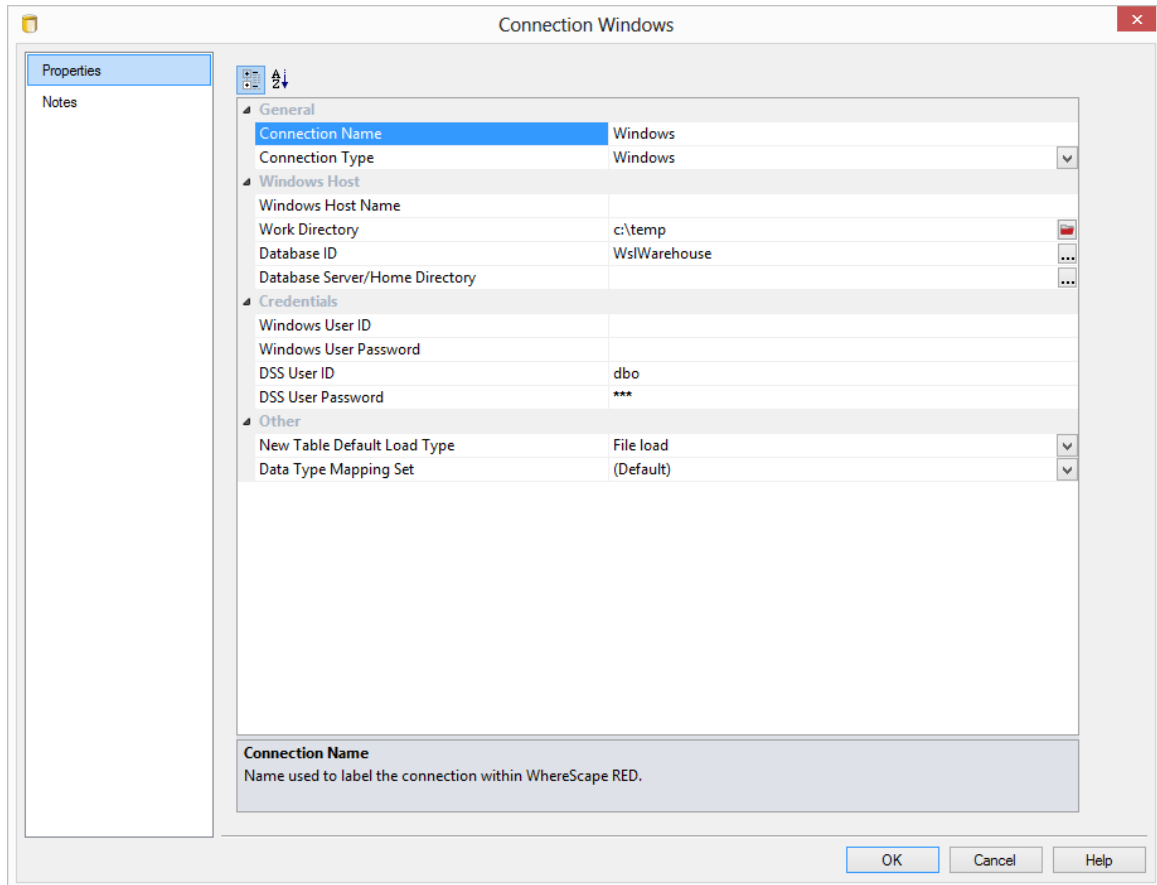 Connection Windows
Properties
Notes
General
Connection Name Windows
Connection Type Windows
Windows Host
Windows Host Name
Work Directory c:\temp
Database ID WslWarehouse
Database Server/Home Directory
Credentials
Windows User ID
Windows User Password
DSS User ID dbo
DSS User Password ***
Other
New Table Default Load Type File load
Data Type Mapping Set (Default)
Connection Name
Name used to label the connection within WhereScape RED.
OK Cancel Help